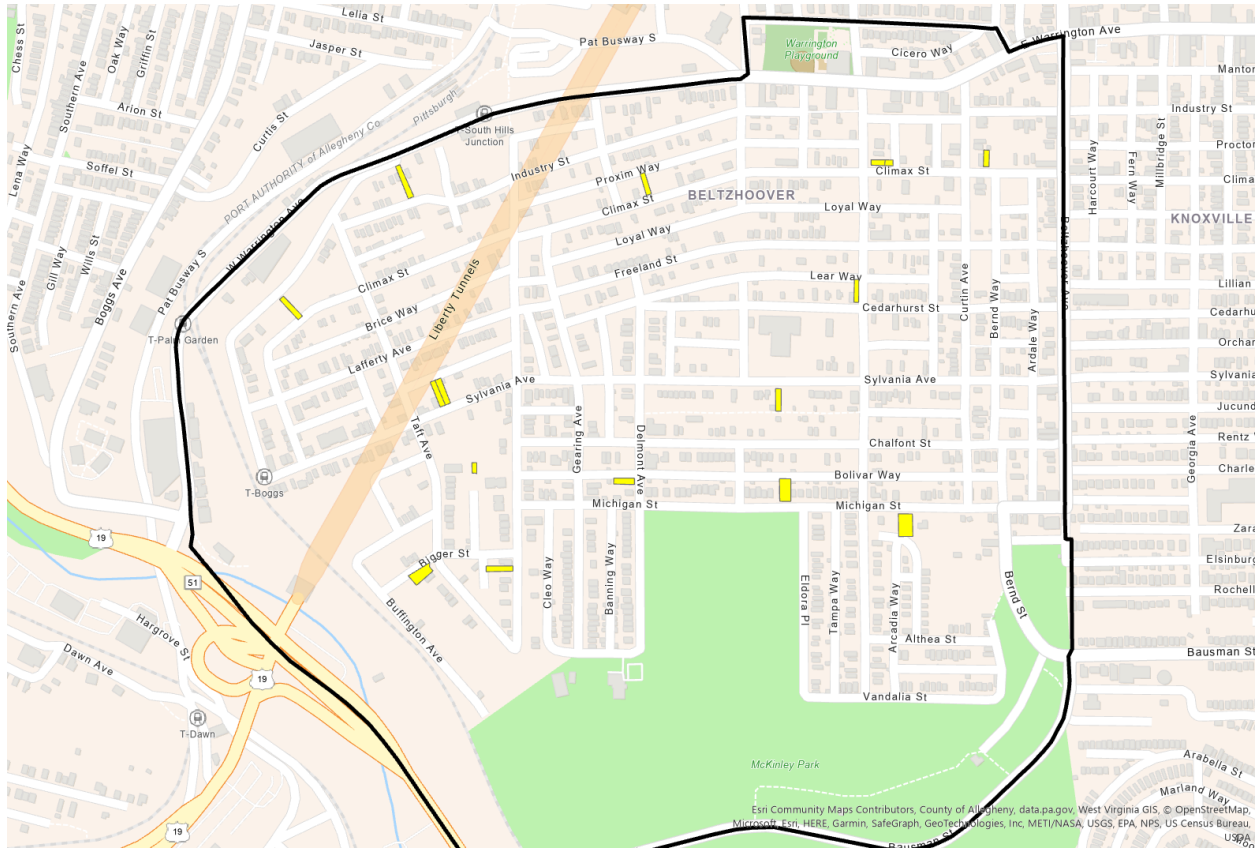 Lelia St
Pat Busway S
Warrington
Playground
Cicero Way
E Warrington Ave
Chess St
Oak Way
Griffin St
Jasper St
Southern Ave
Manton
Arion St
Curtis St
Pittsburgh
PORT AUTHORITY of Allegheny Co
T-South Hills
Junction
Industry St
Millbridge St
Harcourt Way
Fern Way
Proctor
Lena Way
Soffel St
Industry St
Proxim Way
Climax St
Clima
BELTZHOOVER
Climax St
Loyal Way
KNOXVILLE
W Warrington Ave
Loyal Way
Beltzhoover Ave
Gill Way
Wills St
Boggs Ave
Pat Busway S
Climax St
Freeland St
Lear Way
Curtin Ave
Bernd Way
Lillian
Southern Ave
Liberty Tunnels
Brice Way
Cedarhurst St
Ardale Way
Cedarhu
T-Palm Garden
Lafferty Ave
Orchar
Sylvania Ave
Sylvania Ave
Sylvania
Taft Ave
Gearing Ave
Delmont Ave
Georgia Ave
Jucund
Chalfont St
Rentz
T-Boggs
Bolivar Way
Charle
Michigan St
Michigan St
19
Zara
Bigger St
Elsinburg
51
Cleo Way
Banning Way
Eldora Pl
Tampa Way
Arcadia Way
Bernd St
Rochell
Buffington Ave
Hargrove St
Althea St
Bausman St
Dawn Ave
19
Vandalia St
T-Dawn
McKinley Park
Arabella St
Marland Way
19
Bausman St
Esri Community Maps Contributors, County of Allegheny, data.pa.gov, West Virginia GIS, © OpenStreetMap,
Microsoft, Esri, HERE, Garmin, SafeGraph, GeoTechnologies, Inc, METI/NASA, USGS, EPA, NPS, US Census Bureau,
USDA